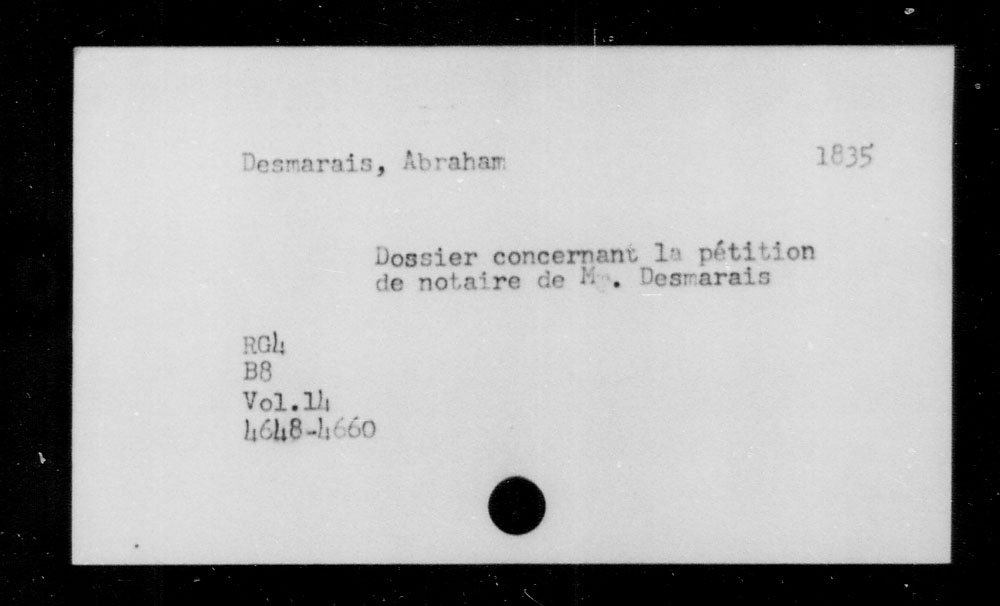 Desmarais, Abraham 1835
Dossier concernant la pétition
de notaire de M. Desmarais
RG4
B8
Vol.14
4648-4660